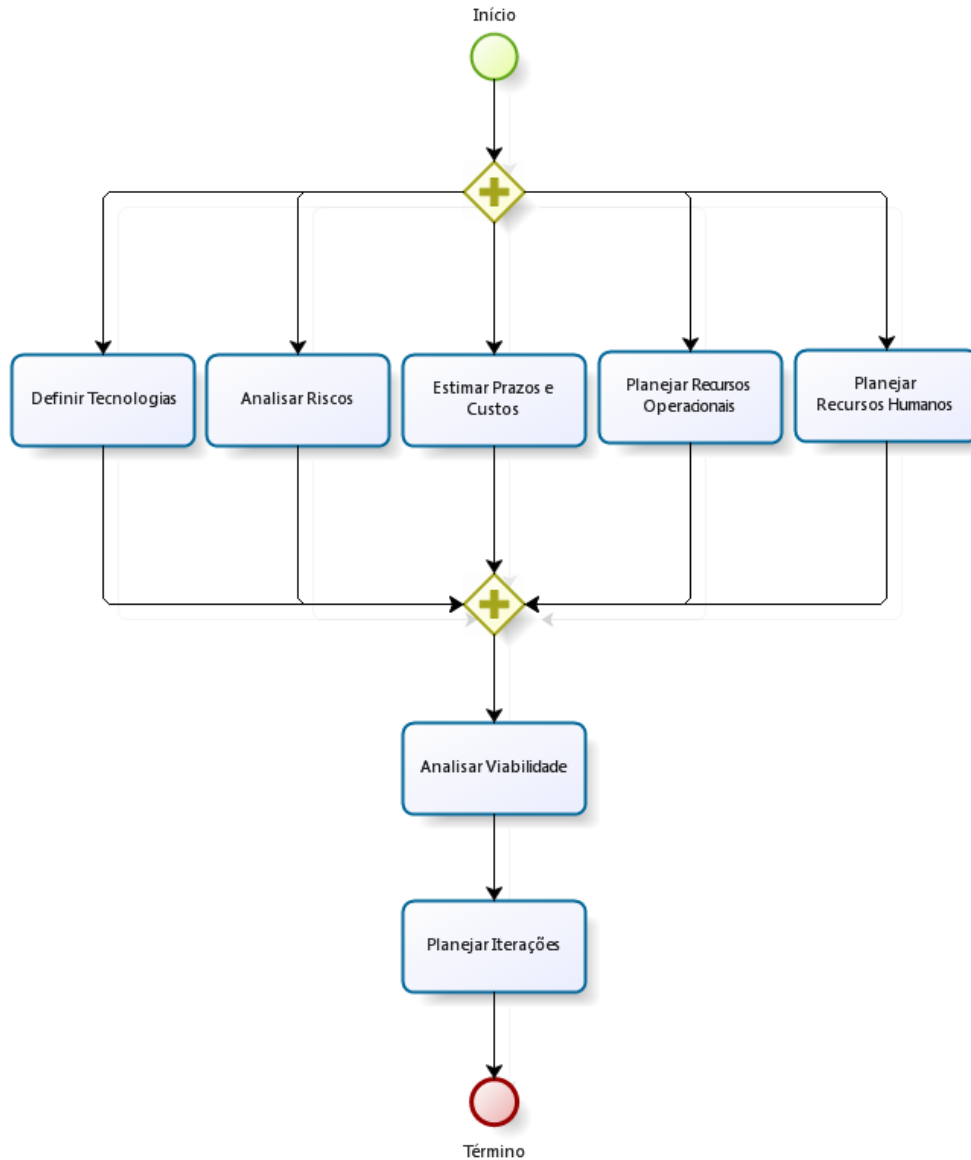 Início
Definir Tecnologias
Analisar Riscos
Estimar Prazos e
Custos
Planejar Recursos
Operacionais
Planejar
Recursos Humanos
Analisar Viabilidade
Planejar Iterações
Término